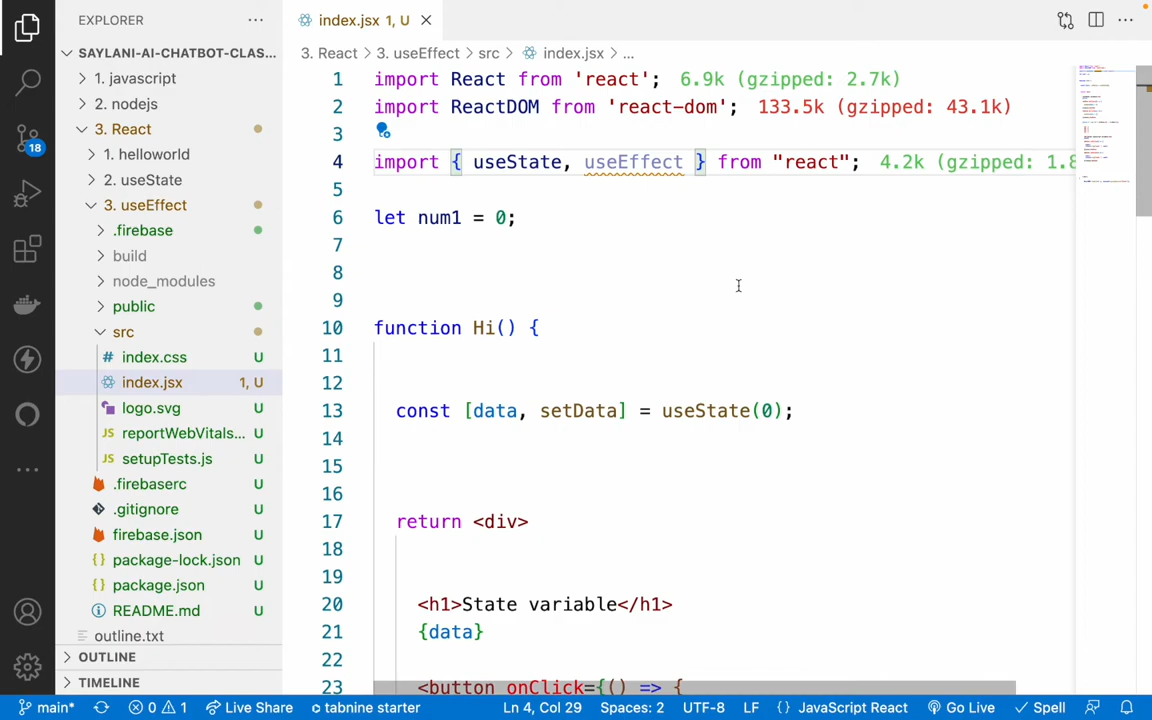 EXPLORER
SAYLANI-AI-CHATBOT-CLAS...
1. javascript
2. nodejs
3. React
1. helloworld
2. useState
3. useEffect
.firebase
build
node_modules
public
src
# index.css U
index.jsx 1, U
logo.svg U
JS reportWebVitals... U
JS setupTests.js U
.firebaserc U
.gitignore U
firebase.json U
{} package-lock.json U
{} package.json U
README.md U
outline.txt
OUTLINE
TIMELINE
18
index.jsx 1, U
3. React > 3. useEffect > src > index.jsx > ...
1 import React from 'react'; 6.9k (gzipped: 2.7k)
2 import ReactDOM from 'react-dom'; 133.5k (gzipped: 43.1k)
3
4 import { useState, useEffect } from "react"; 4.2k (gzipped: 1.8
5
6 let num1 = 0;
7
8
9
10 function Hi() {
11
12
13 const [data, setData] = useState(0);
14
15
16
17 return <div>
18
19
20 <h1>State variable</h1>
21 {data}
22
23 <button onClick={() => {
main* 0 1 Live Share tabnine starter Ln 4, Col 29 Spaces: 2 UTF-8 LF {} JavaScript React Go Live Spell